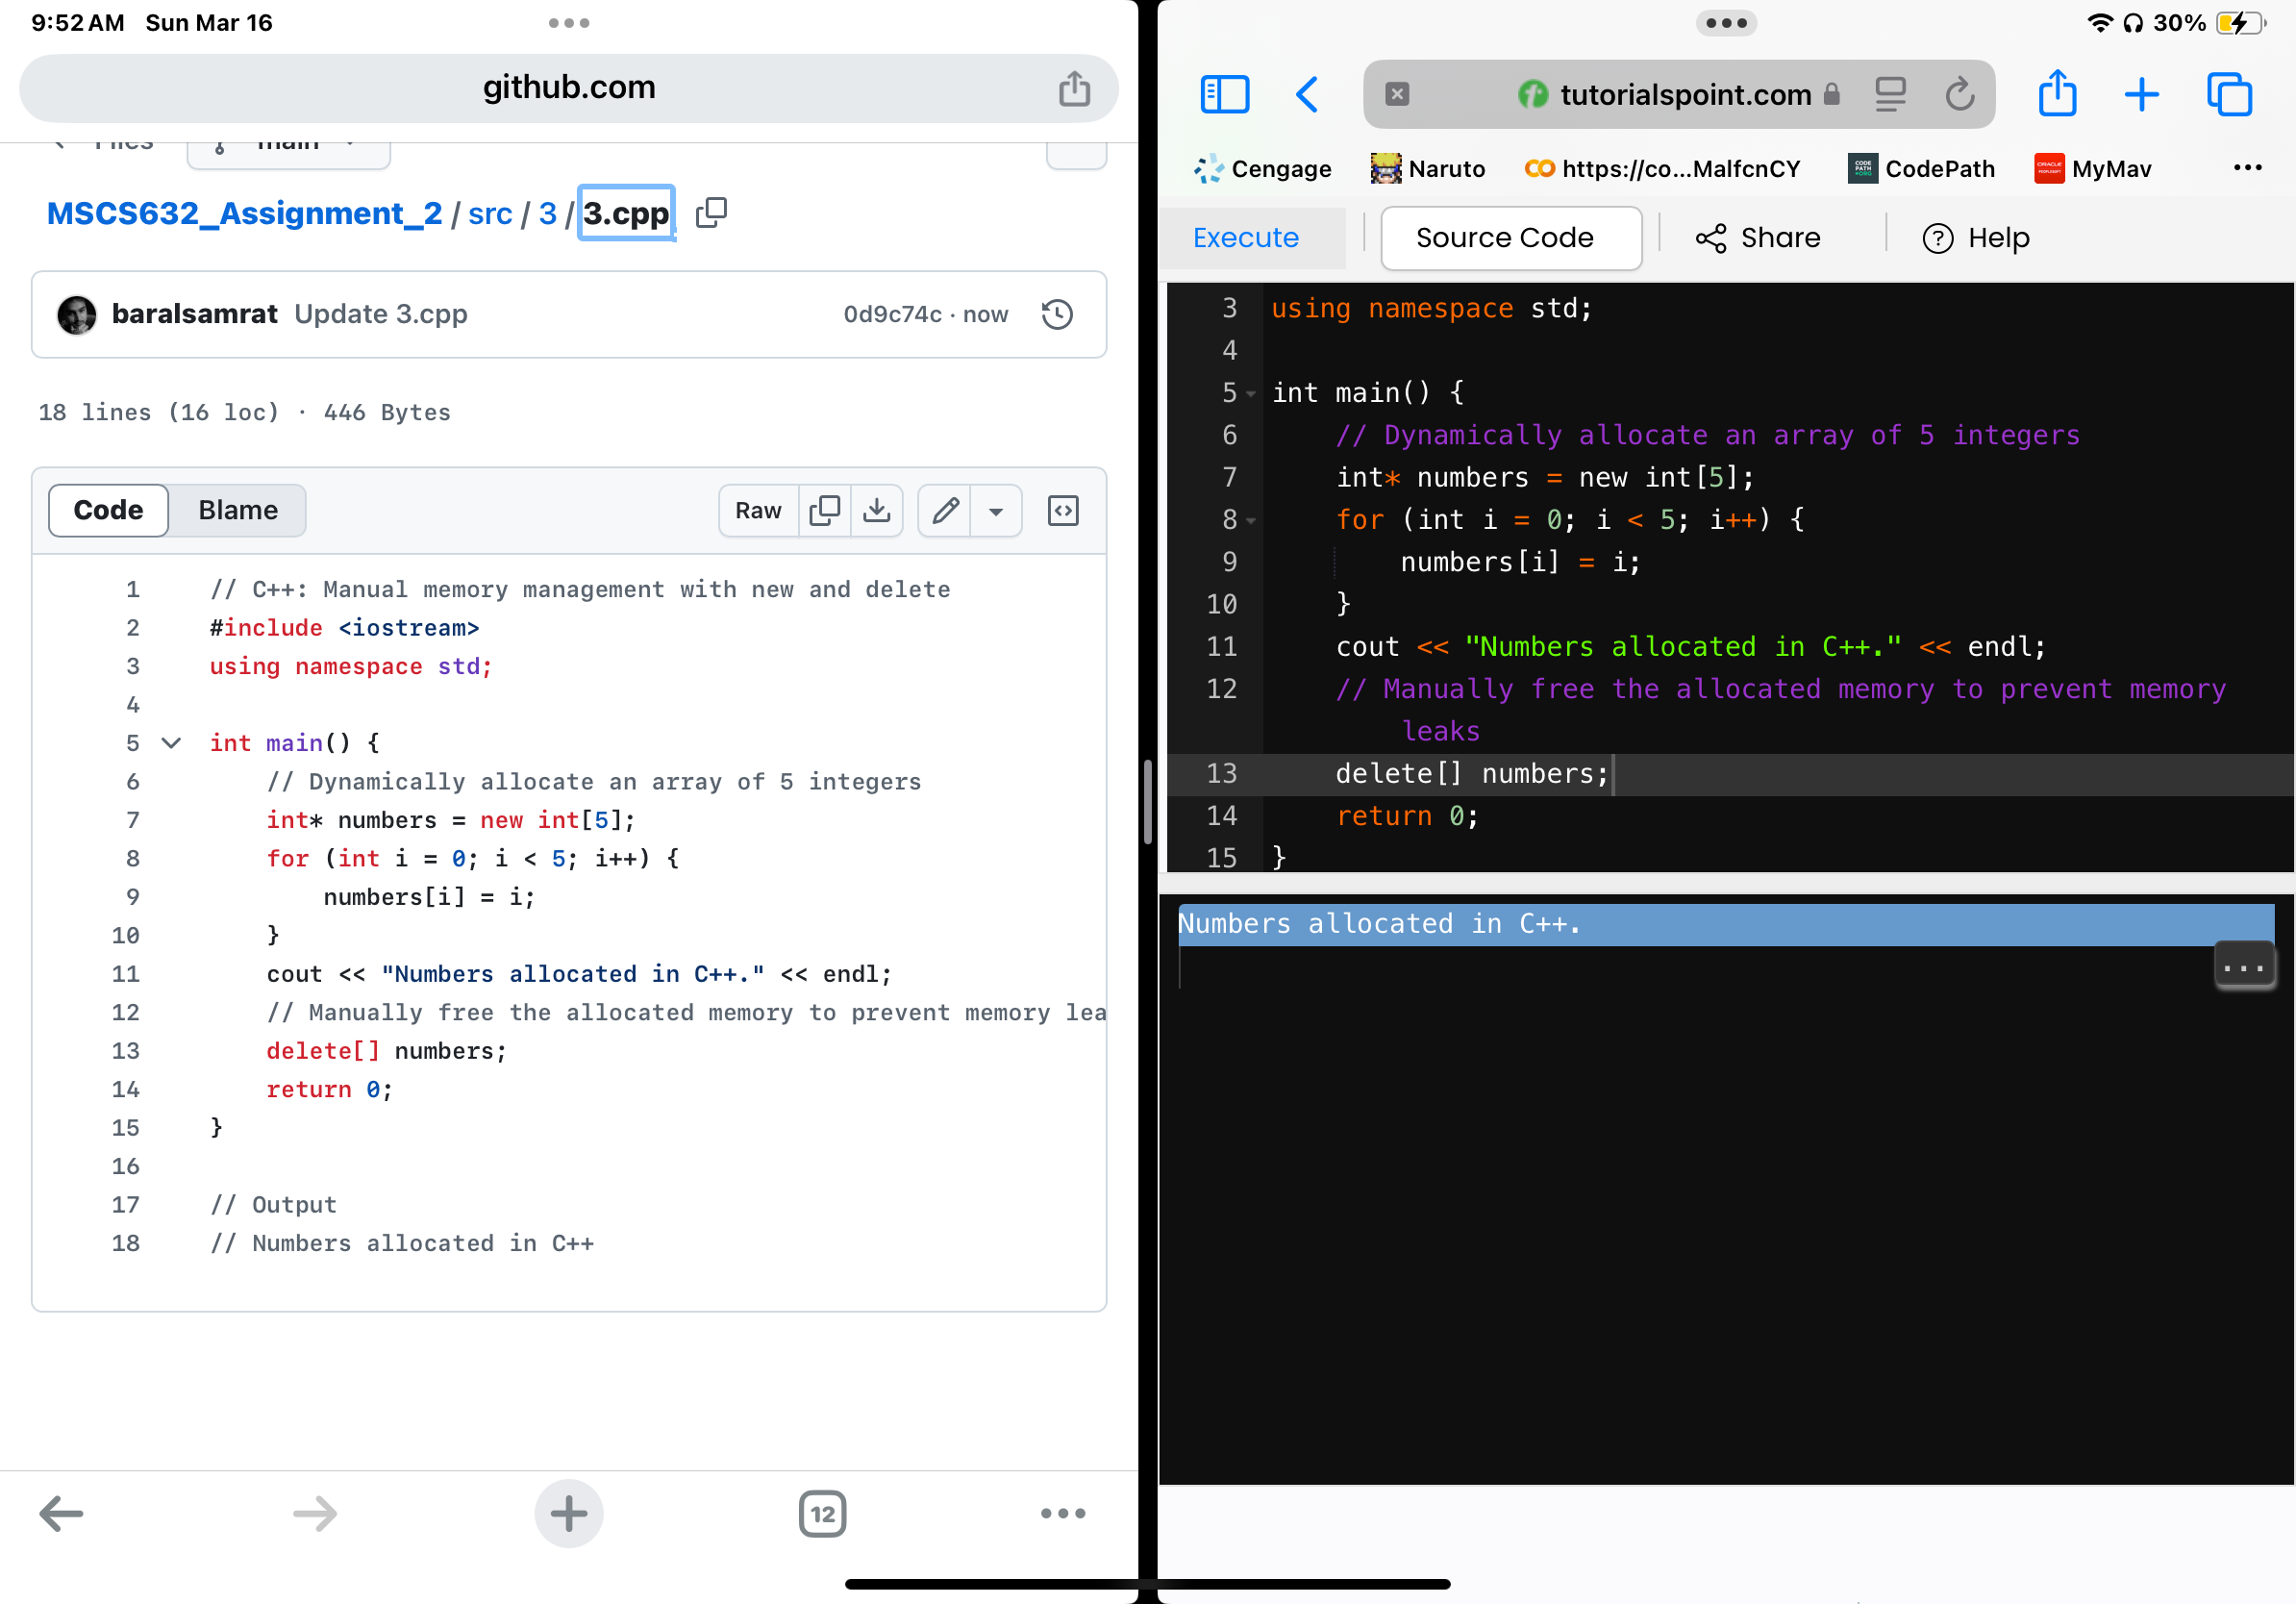 9:52 AM Sun Mar 16
github.com
Files main
MSCS632_Assignment_2 / src / 3 / 3.cpp
baralsamrat Update 3.cpp 0d9c74c · now
18 lines (16 loc) · 446 Bytes
Code Blame Raw
1 // C++: Manual memory management with new and delete
2 #include <iostream>
3 using namespace std;
4
5 int main() {
6     // Dynamically allocate an array of 5 integers
7     int* numbers = new int[5];
8     for (int i = 0; i < 5; i++) {
9         numbers[i] = i;
10     }
11     cout << "Numbers allocated in C++." << endl;
12     // Manually free the allocated memory to prevent memory lea
13     delete[] numbers;
14     return 0;
15 }
16
17 // Output
18 // Numbers allocated in C++
12
30%
tutorialspoint.com
Cengage Naruto https://co...MalfcnCY CodePath MyMav
Execute Source Code Share Help
3 using namespace std;
4
5 int main() {
6     // Dynamically allocate an array of 5 integers
7     int* numbers = new int[5];
8     for (int i = 0; i < 5; i++) {
9         numbers[i] = i;
10     }
11     cout << "Numbers allocated in C++." << endl;
12     // Manually free the allocated memory to prevent memory
leaks
13     delete[] numbers;
14     return 0;
15 }
Numbers allocated in C++.